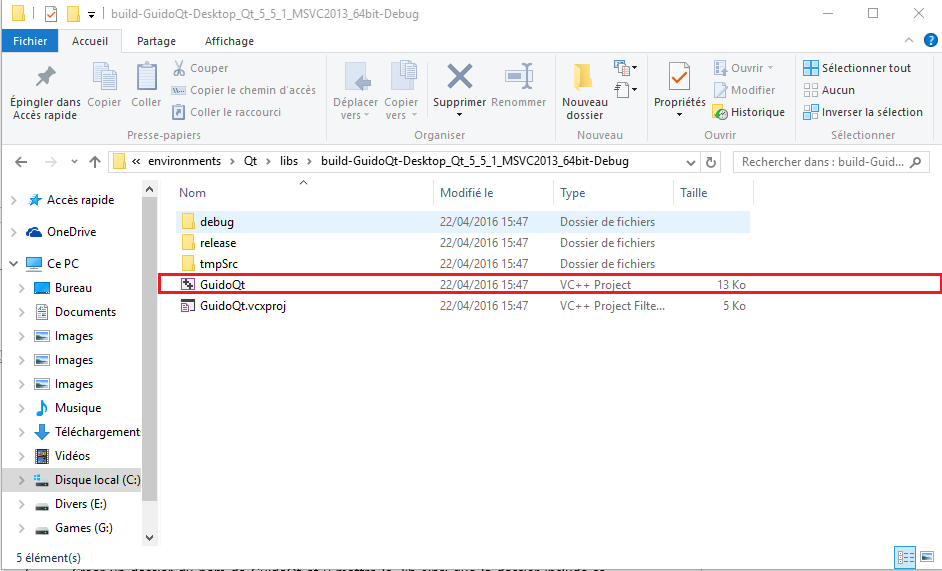 build-GuidoQt-Desktop_Qt_5_5_1_MSVC2013_64bit-Debug
Fichier Accueil Partage Affichage
Épingler dans Accès rapide
Copier
Coller
Couper
Copier le chemin d'accès
Coller le raccourci
Presse-papiers
Déplacer vers
Copier vers
Supprimer
Renommer
Organiser
Nouveau dossier
Nouveau
Propriétés
Ouvrir
Modifier
Historique
Ouvrir
Sélectionner tout
Aucun
Inverser la sélection
Sélectionner
« environments > Qt > libs > build-GuidoQt-Desktop_Qt_5_5_1_MSVC2013_64bit-Debug
Rechercher dans : build-Guid...
Accès rapide
OneDrive
Ce PC
Bureau
Documents
Images
Images
Images
Musique
Téléchargement
Vidéos
Disque local (C:)
Divers (E:)
Games (G:)
Nom Modifié le Type Taille
debug 22/04/2016 15:47 Dossier de fichiers
release 22/04/2016 15:47 Dossier de fichiers
tmpSrc 22/04/2016 15:47 Dossier de fichiers
GuidoQt 22/04/2016 15:47 VC++ Project 13 Ko
GuidoQt.vcxproj 22/04/2016 15:47 VC++ Project Filte... 5 Ko
5 élément(s)